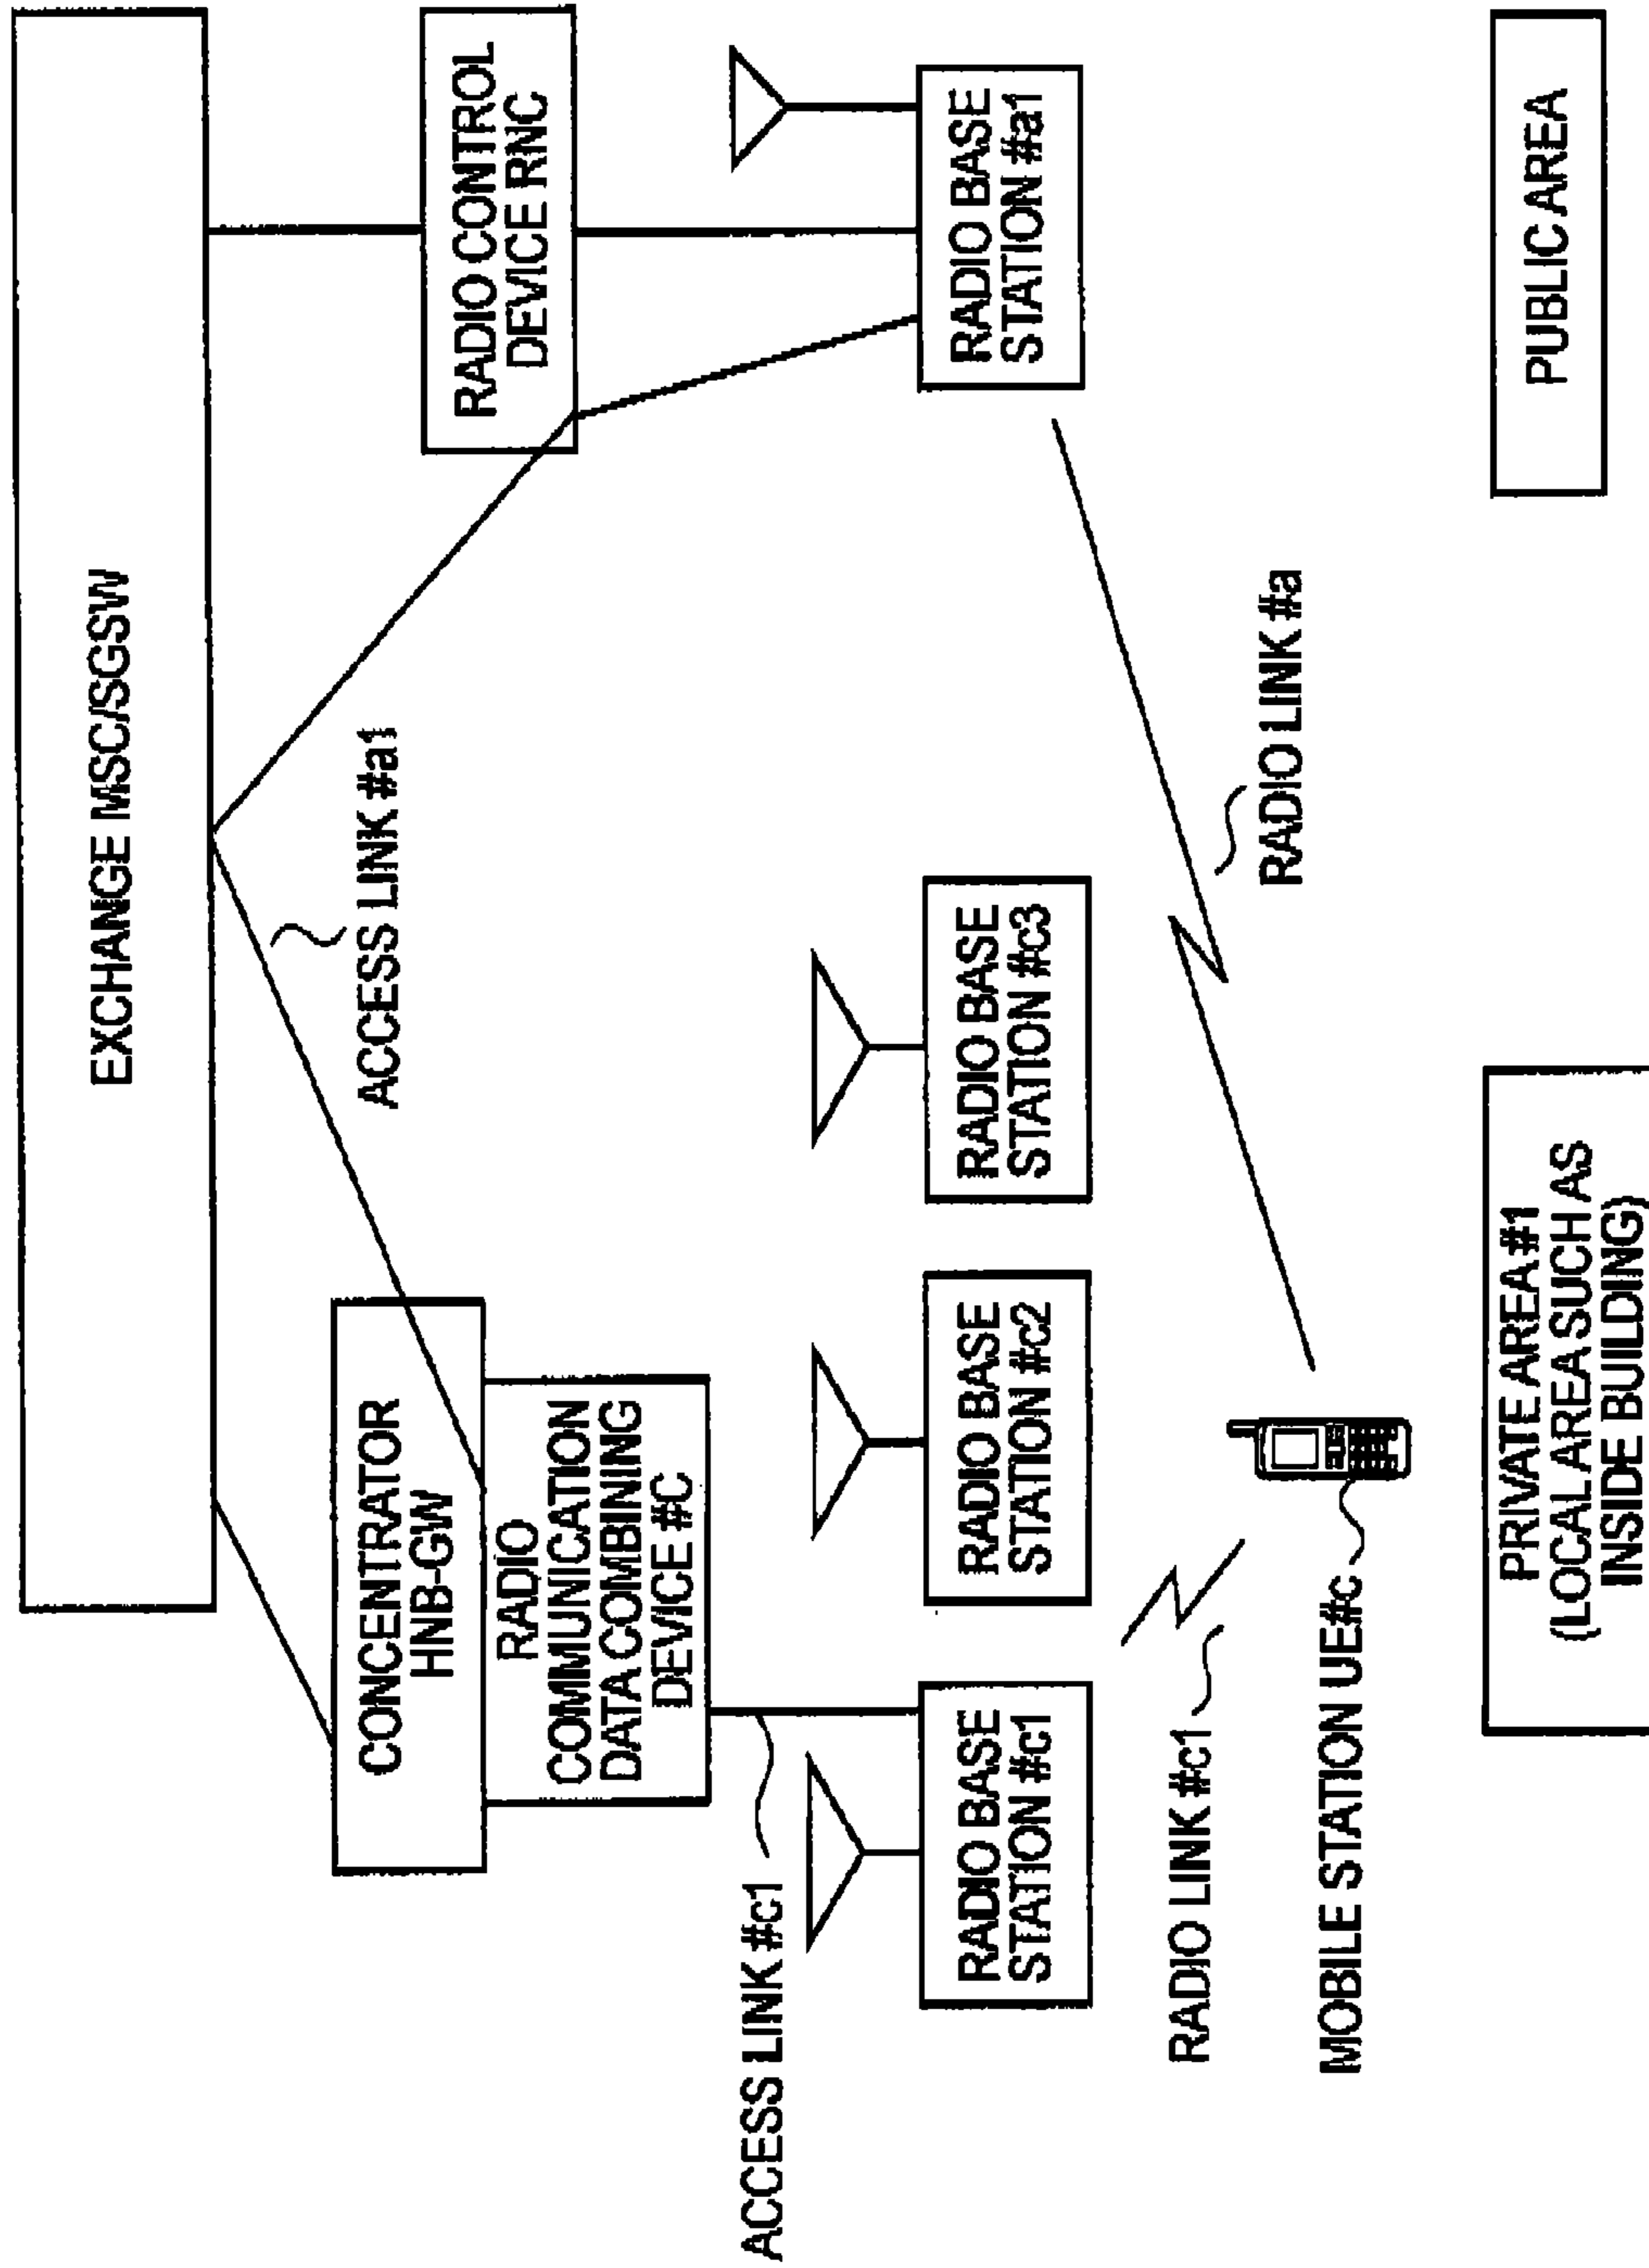 EXCHANGE MSC/SGSW
ACCESS LINK #a1
CONCENTRATOR
HNB-GW
RADIO
COMMUNICATION
DATA COMBINING
DEVICE #C
RADIO CONTROL
DEVICE RNC
ACCESS LINK #c1
RADIO BASE
STATION #c1
RADIO BASE
STATION #c2
RADIO BASE
STATION #c3
RADIO BASE
STATION #a1
RADIO LINK #c1
MOBILE STATION UE#c
RADIO LINK #a
PRIVATE AREA #1
(LOCAL AREA SUCH AS
INSIDE BUILDING)
PUBLIC AREA